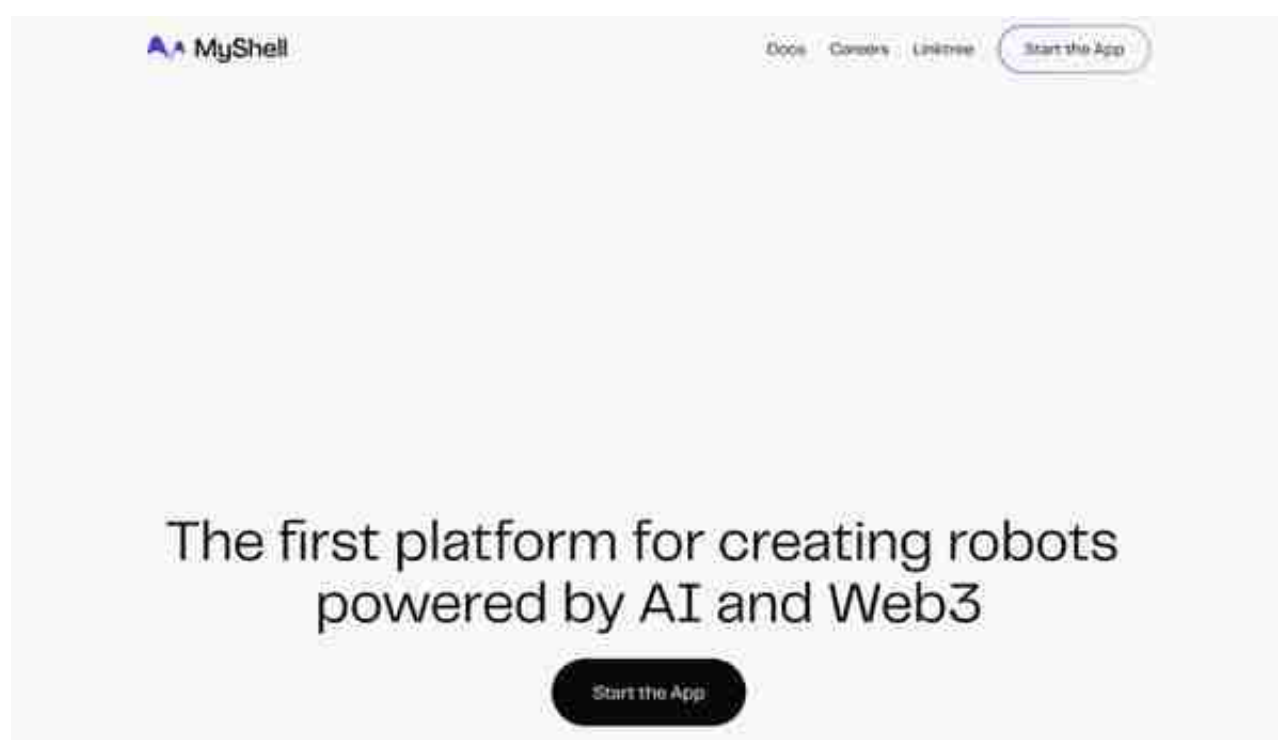 MyShell
Docs Careers Linktree Start the App
The first platform for creating robots
powered by AI and Web3
Start the App